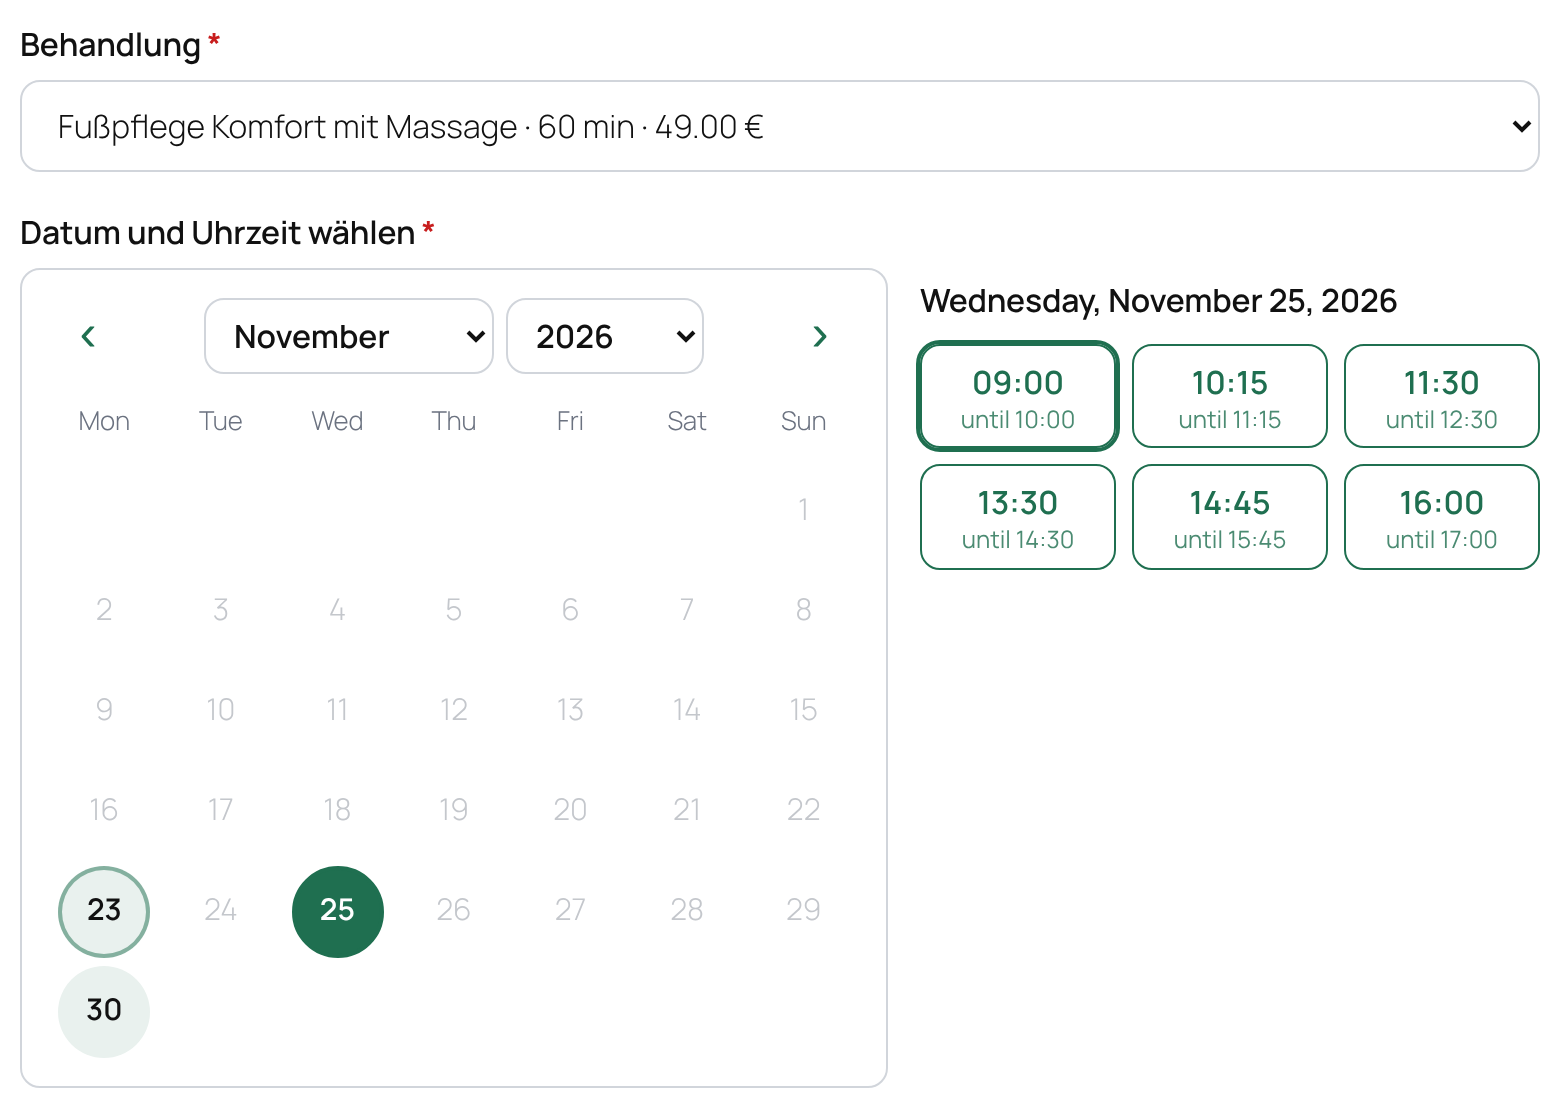 Behandlung *
Fußpflege Komfort mit Massage · 60 min · 49.00 €
Datum und Uhrzeit wählen *
‹ November 2026 ›
Mon Tue Wed Thu Fri Sat Sun
1
2 3 4 5 6 7 8
9 10 11 12 13 14 15
16 17 18 19 20 21 22
23 24 25 26 27 28 29
30
Wednesday, November 25, 2026
09:00 10:15 11:30
until 10:00 until 11:15 until 12:30
13:30 14:45 16:00
until 14:30 until 15:45 until 17:00